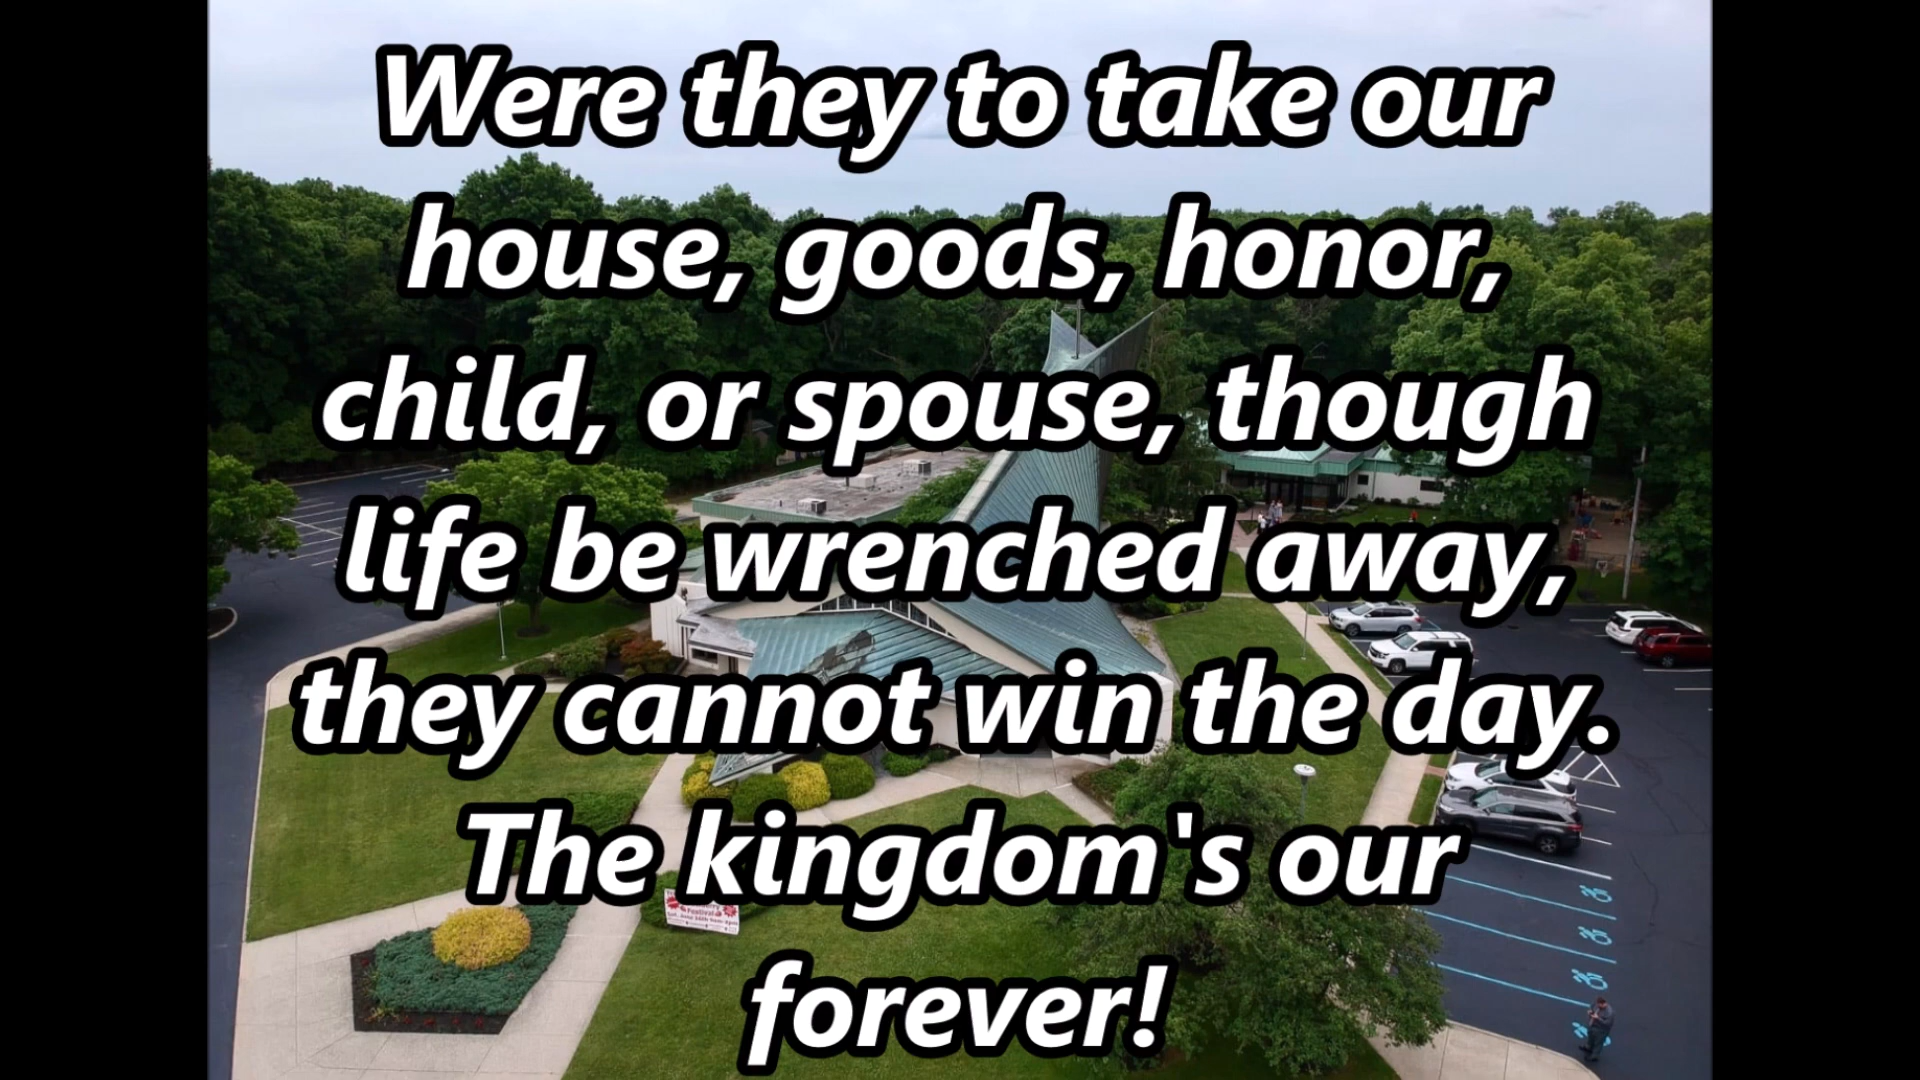 Were they to take our
house, goods, honor,
child, or spouse, though
life be wrenched away,
they cannot win the day.
The kingdom's our
forever!
Festival